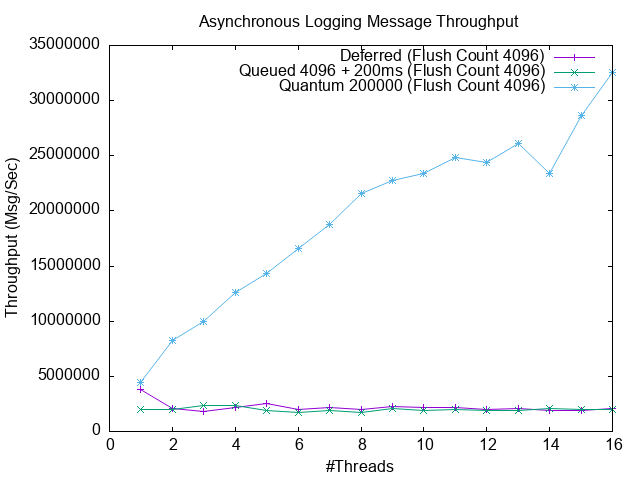 Asynchronous Logging Message Throughput
35000000
30000000
25000000
20000000
15000000
10000000
5000000
0
Throughput (Msg/Sec)
Deferred (Flush Count 4096)
Queued 4096 + 200ms (Flush Count 4096)
Quantum 200000 (Flush Count 4096)
0 2 4 6 8 10 12 14 16
#Threads